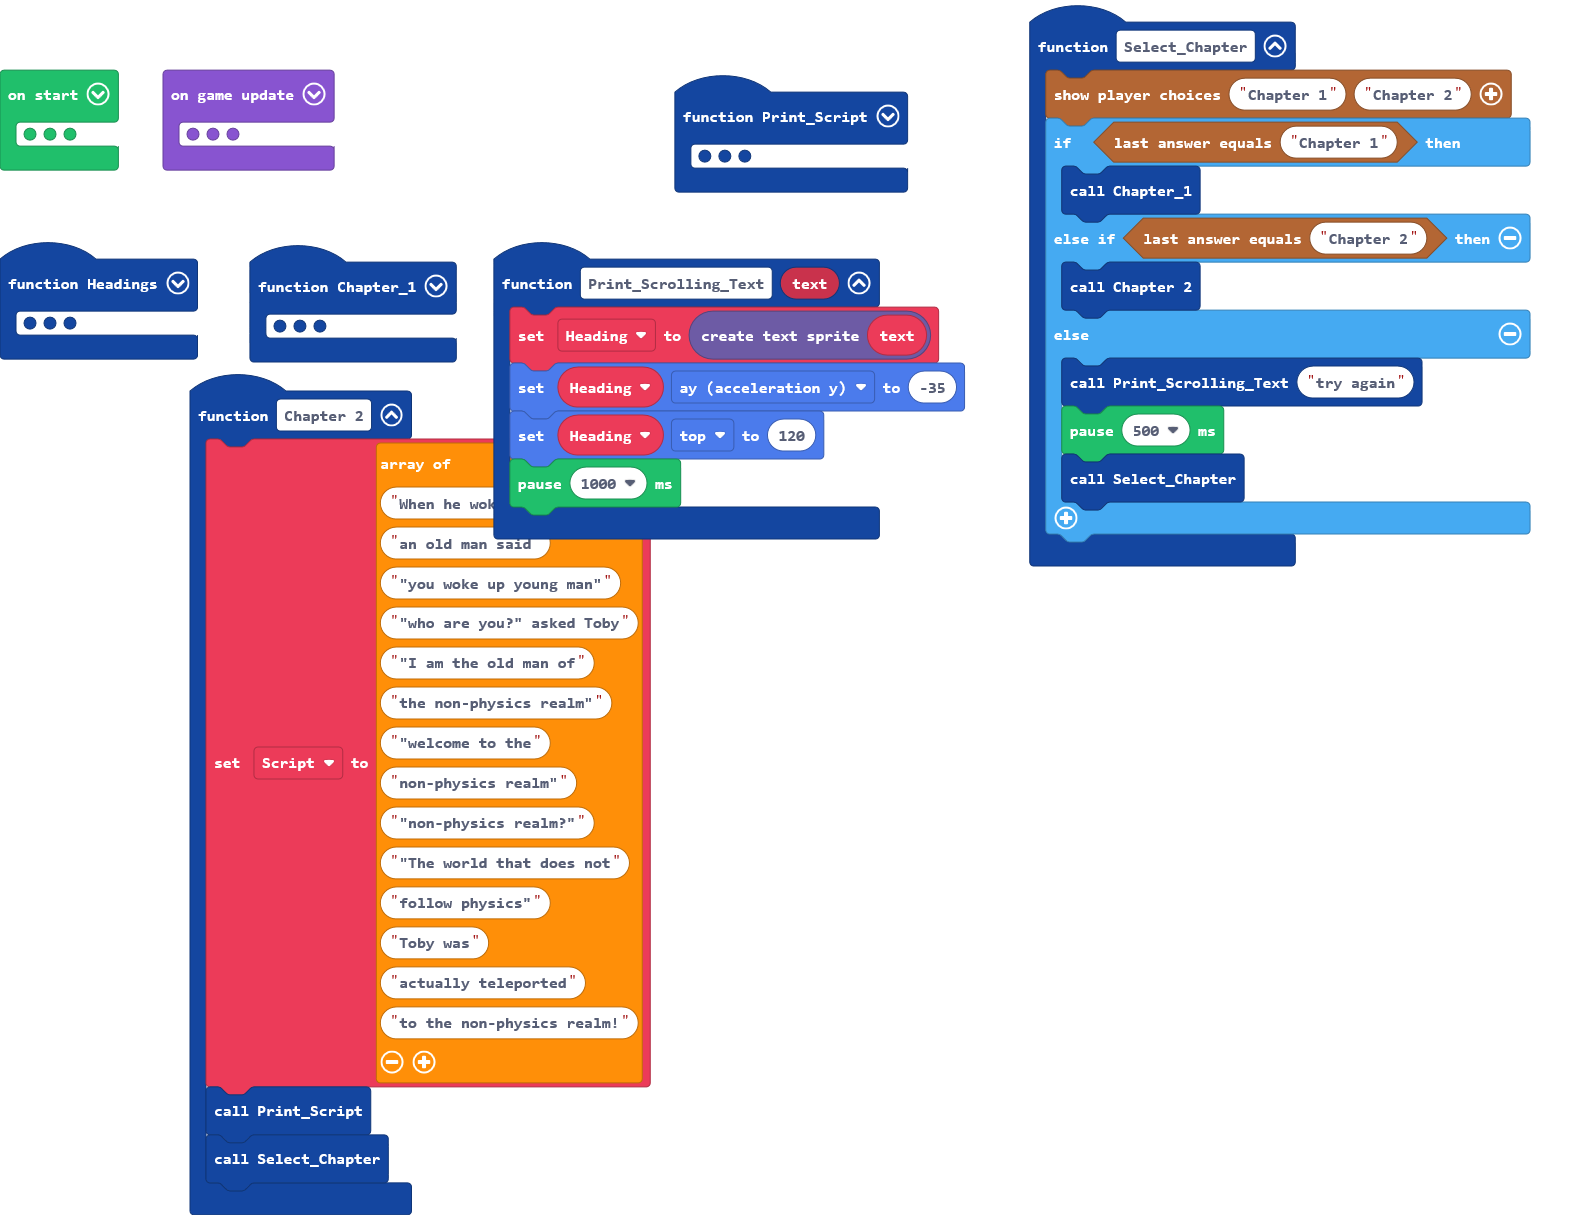 on start
on game update
function Print_Script
function Headings
function Chapter_1
function Print_Scrolling_Text text
set Heading to create text sprite text
set Heading ay (acceleration y) to -35
set Heading top to 120
pause 1000 ms
function Chapter 2
set Script to
array of
"When he wok
"an old man said
""you woke up young man""
""who are you?" asked Toby"
""I am the old man of"
"the non-physics realm""
""welcome to the"
"non-physics realm""
""non-physics realm?""
""The world that does not"
"follow physics""
"Toby was"
"actually teleported"
"to the non-physics realm!"
call Print_Script
call Select_Chapter
function Select_Chapter
show player choices "Chapter 1" "Chapter 2"
if last answer equals "Chapter 1" then
call Chapter_1
else if last answer equals "Chapter 2" then
call Chapter 2
else
call Print_Scrolling_Text "try again"
pause 500 ms
call Select_Chapter